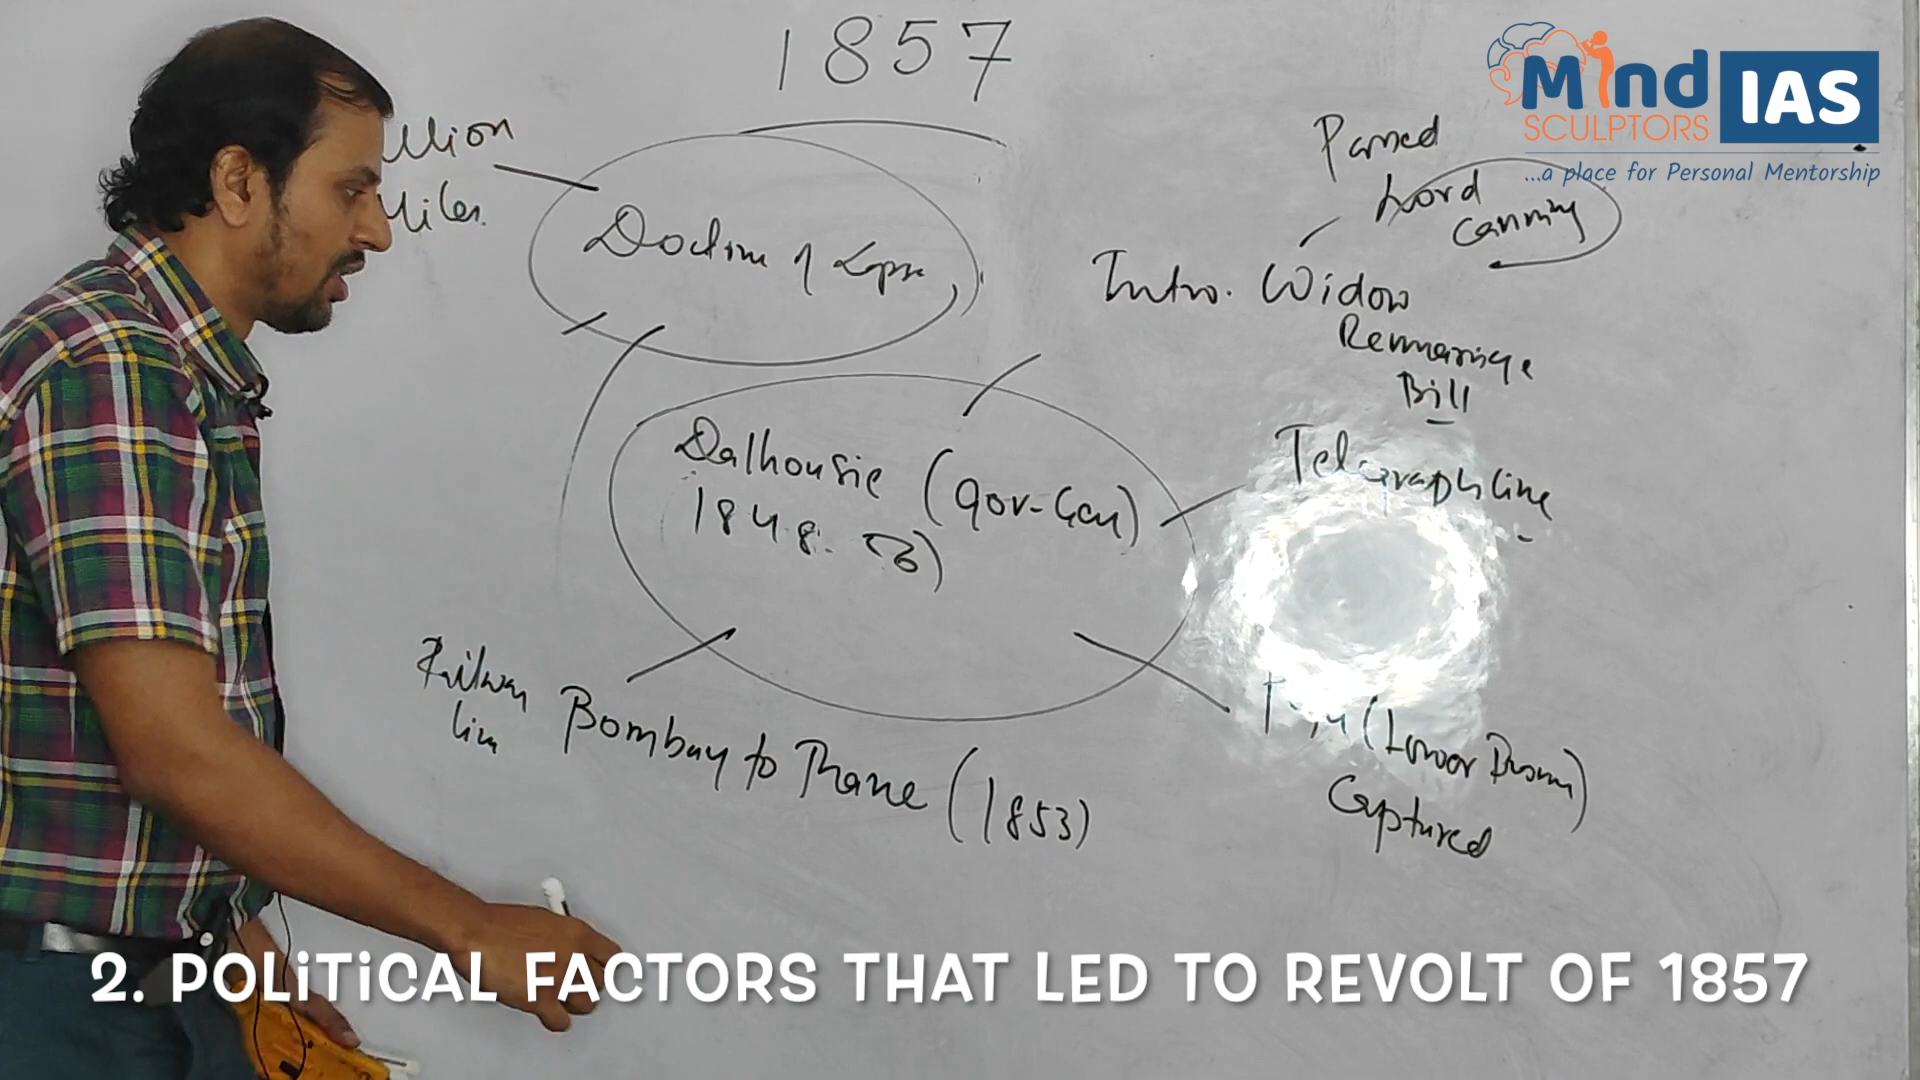 1857
Mind
SCULPTORS
IAS
...a place for Personal Mentorship
llion
Miles.
Doctrine of Lapse
Passed
Lord
Canning
Intro. Widow
Remarriage
Bill
Telegraph line
Dalhousie (Gov-Gen)
1848-56)
Railway
line
Bombay to Thane (1853)
(Lower Burma)
Captured
2. POLITICAL FACTORS THAT LED TO REVOLT OF 1857